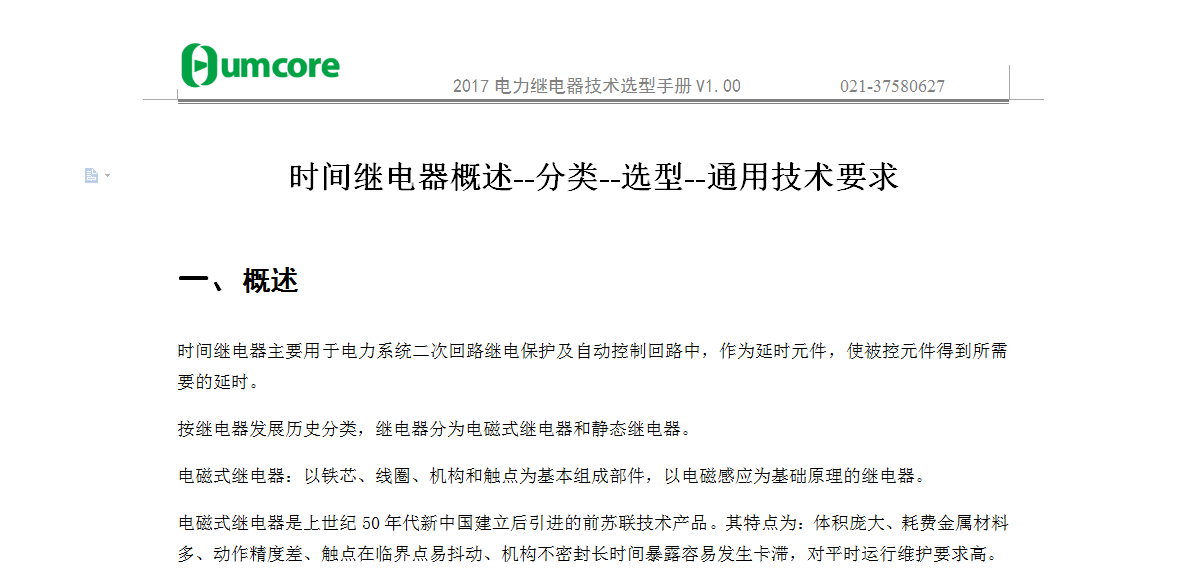 umcore
2017 电力继电器技术选型手册 V1.00
021-37580627
时间继电器概述--分类--选型--通用技术要求
一、概述
时间继电器主要用于电力系统二次回路继电保护及自动控制回路中，作为延时元件，使被控元件得到所需
要的延时。
按继电器发展历史分类，继电器分为电磁式继电器和静态继电器。
电磁式继电器：以铁芯、线圈、机构和触点为基本组成部件，以电磁感应为基础原理的继电器。
电磁式继电器是上世纪 50 年代新中国建立后引进的前苏联技术产品。其特点为：体积庞大、耗费金属材料
多、动作精度差、触点在临界点易抖动、机构不密封长时间暴露容易发生卡滞，对平时运行维护要求高。